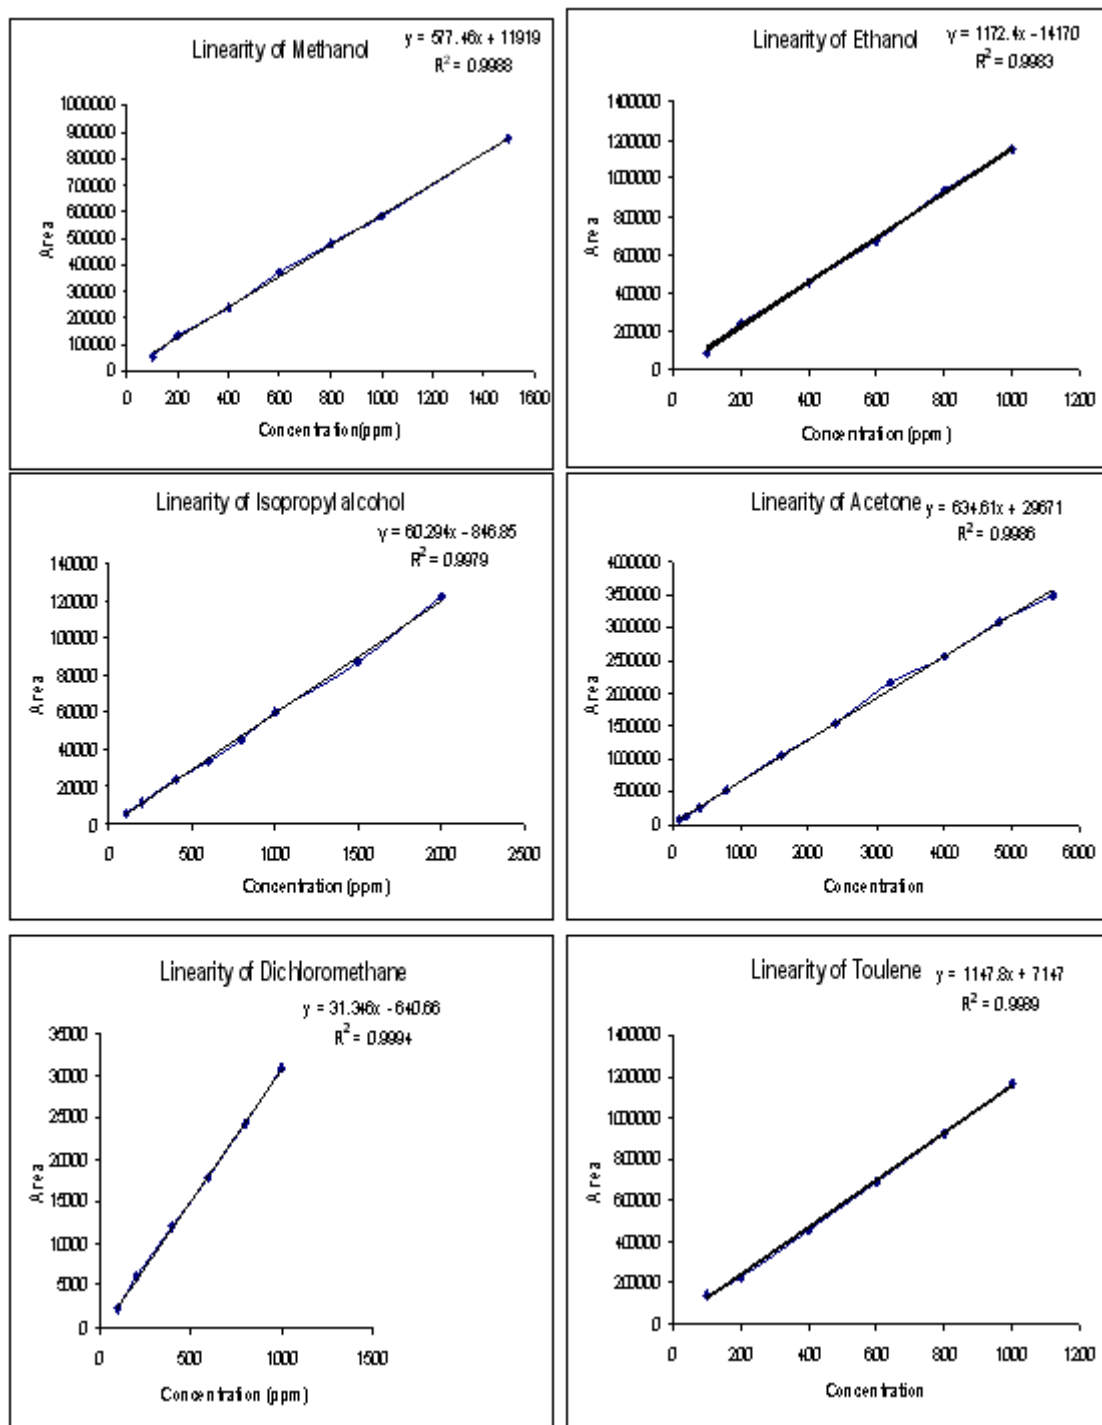 Linearity of Methanol
y = 577.46x + 11919
R² = 0.9988
1000000
900000
800000
700000
600000
500000
400000
300000
200000
100000
0
Area
0 200 400 600 800 1000 1200 1400 1600
Concentration(ppm)
Linearity of Ethanol
y = 1172.4x - 14170
R² = 0.9983
1400000
1200000
1000000
800000
600000
400000
200000
0
Area
0 200 400 600 800 1000 1200
Concentration (ppm)
Linearity of Isopropyl alcohol
y = 60.294x - 846.85
R² = 0.9979
140000
120000
100000
80000
60000
40000
20000
0
Area
0 500 1000 1500 2000 2500
Concentration (ppm)
Linearity of Acetone
y = 634.61x + 29671
R² = 0.9986
4000000
3500000
3000000
2500000
2000000
1500000
1000000
500000
0
Area
0 1000 2000 3000 4000 5000 6000
Concentration
Linearity of Dichloromethane
y = 31.346x - 640.66
R² = 0.9994
35000
30000
25000
20000
15000
10000
5000
0
Area
0 500 1000 1500
Concentration (ppm)
Linearity of Toulene
y = 1147.8x + 7147
R² = 0.9989
1400000
1200000
1000000
800000
600000
400000
200000
0
Area
0 200 400 600 800 1000 1200
Concentration